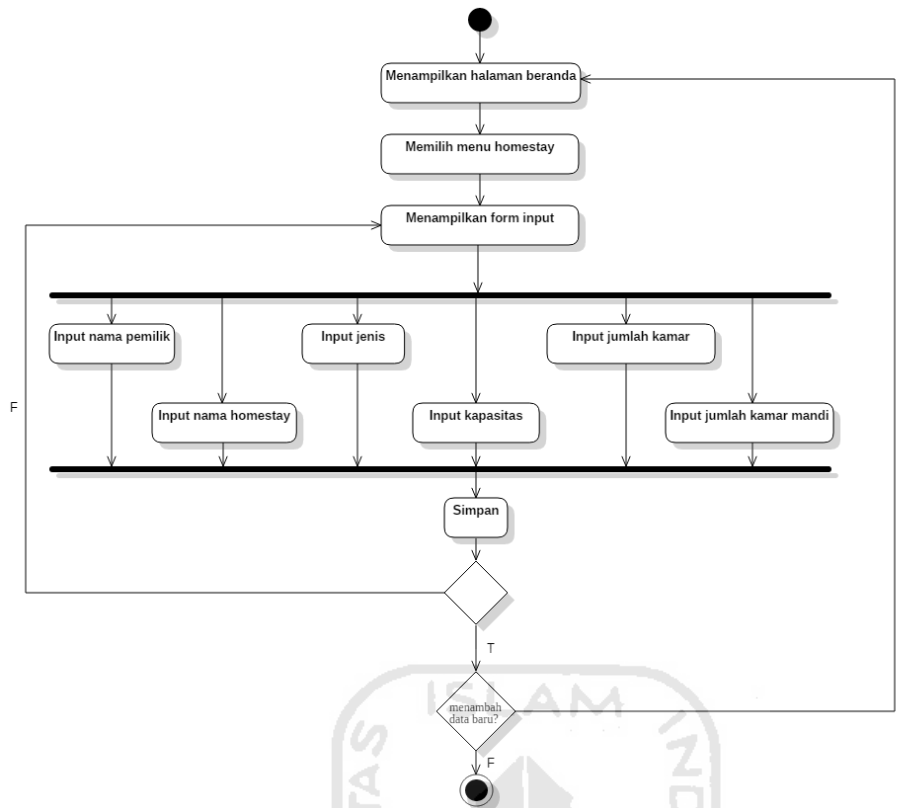 Menampilkan halaman beranda
Memilih menu homestay
Menampilkan form input
Input nama pemilik
Input jenis
Input jumlah kamar
F
Input nama homestay
Input kapasitas
Input jumlah kamar mandi
Simpan
T
ISLAM
menambah
data baru?
F